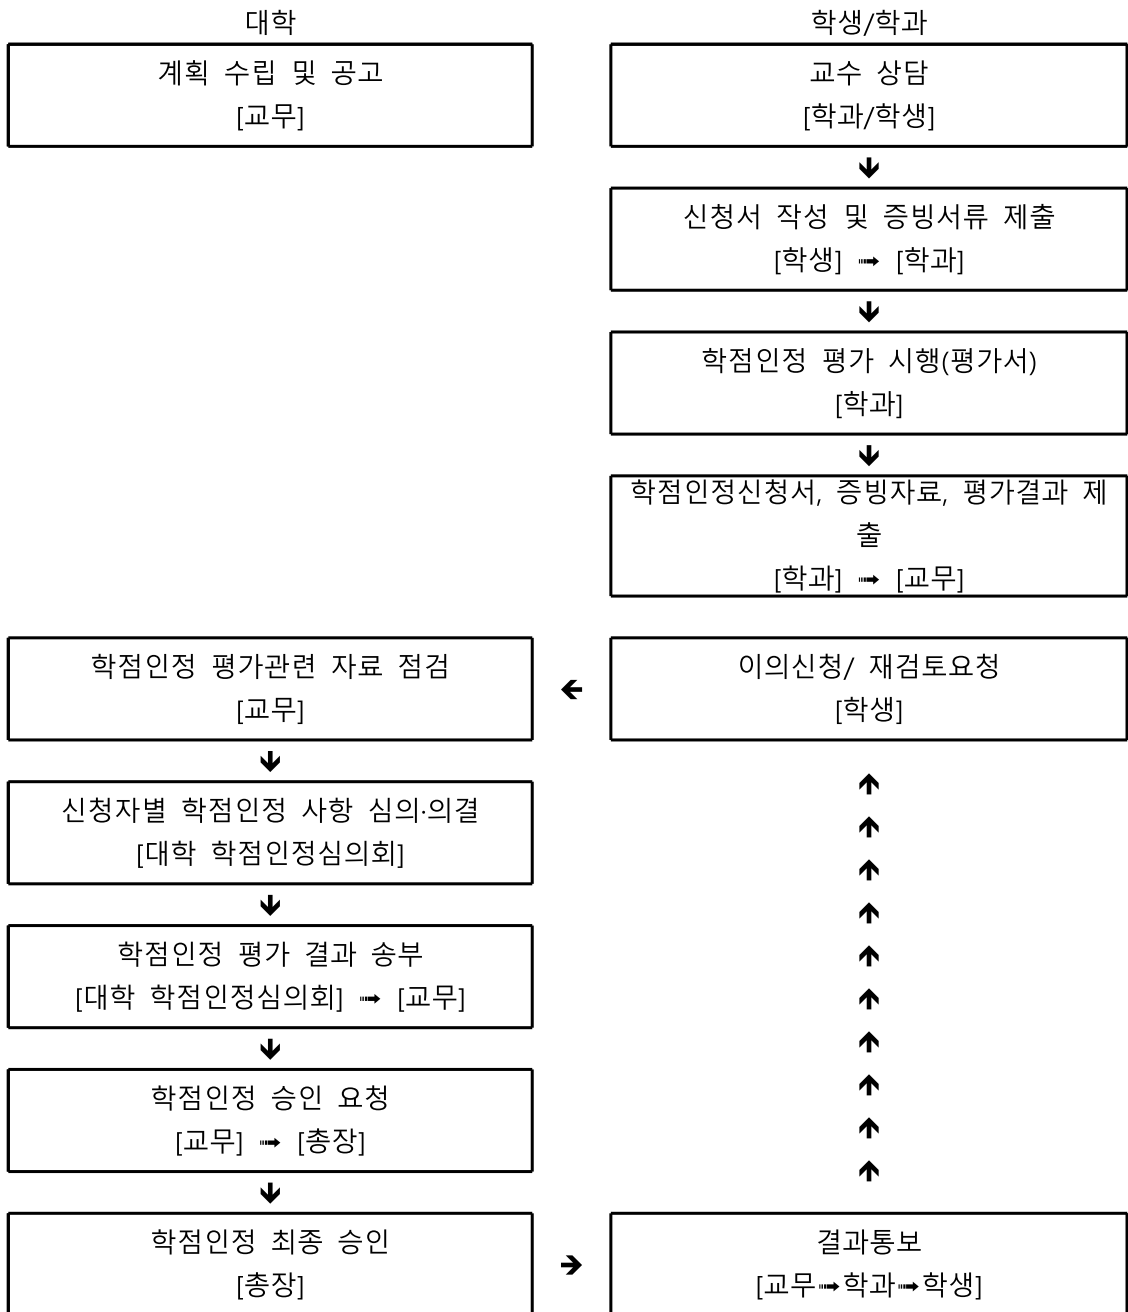 대학
학생/학과
계획 수립 및 공고
[교무]
교수 상담
[학과/학생]
🡻
신청서 작성 및 증빙서류 제출
[학생] ➟ [학과]
🡻
학점인정 평가 시행(평가서)
[학과]
🡻
학점인정신청서, 증빙자료, 평가결과 제
출
[학과] ➟ [교무]
학점인정 평가관련 자료 점검
[교무]
🡸
이의신청/ 재검토요청
[학생]
🡻
신청자별 학점인정 사항 심의·의결
[대학 학점인정심의회]
🡻
학점인정 평가 결과 송부
[대학 학점인정심의회] ➟ [교무]
🡻
학점인정 승인 요청
[교무] ➟ [총장]
🡻
🡹
🡹
🡹
🡹
🡹
🡹
🡹
🡹
🡹
🡹
학점인정 최종 승인
[총장]
🡺
결과통보
[교무➟학과➟학생]